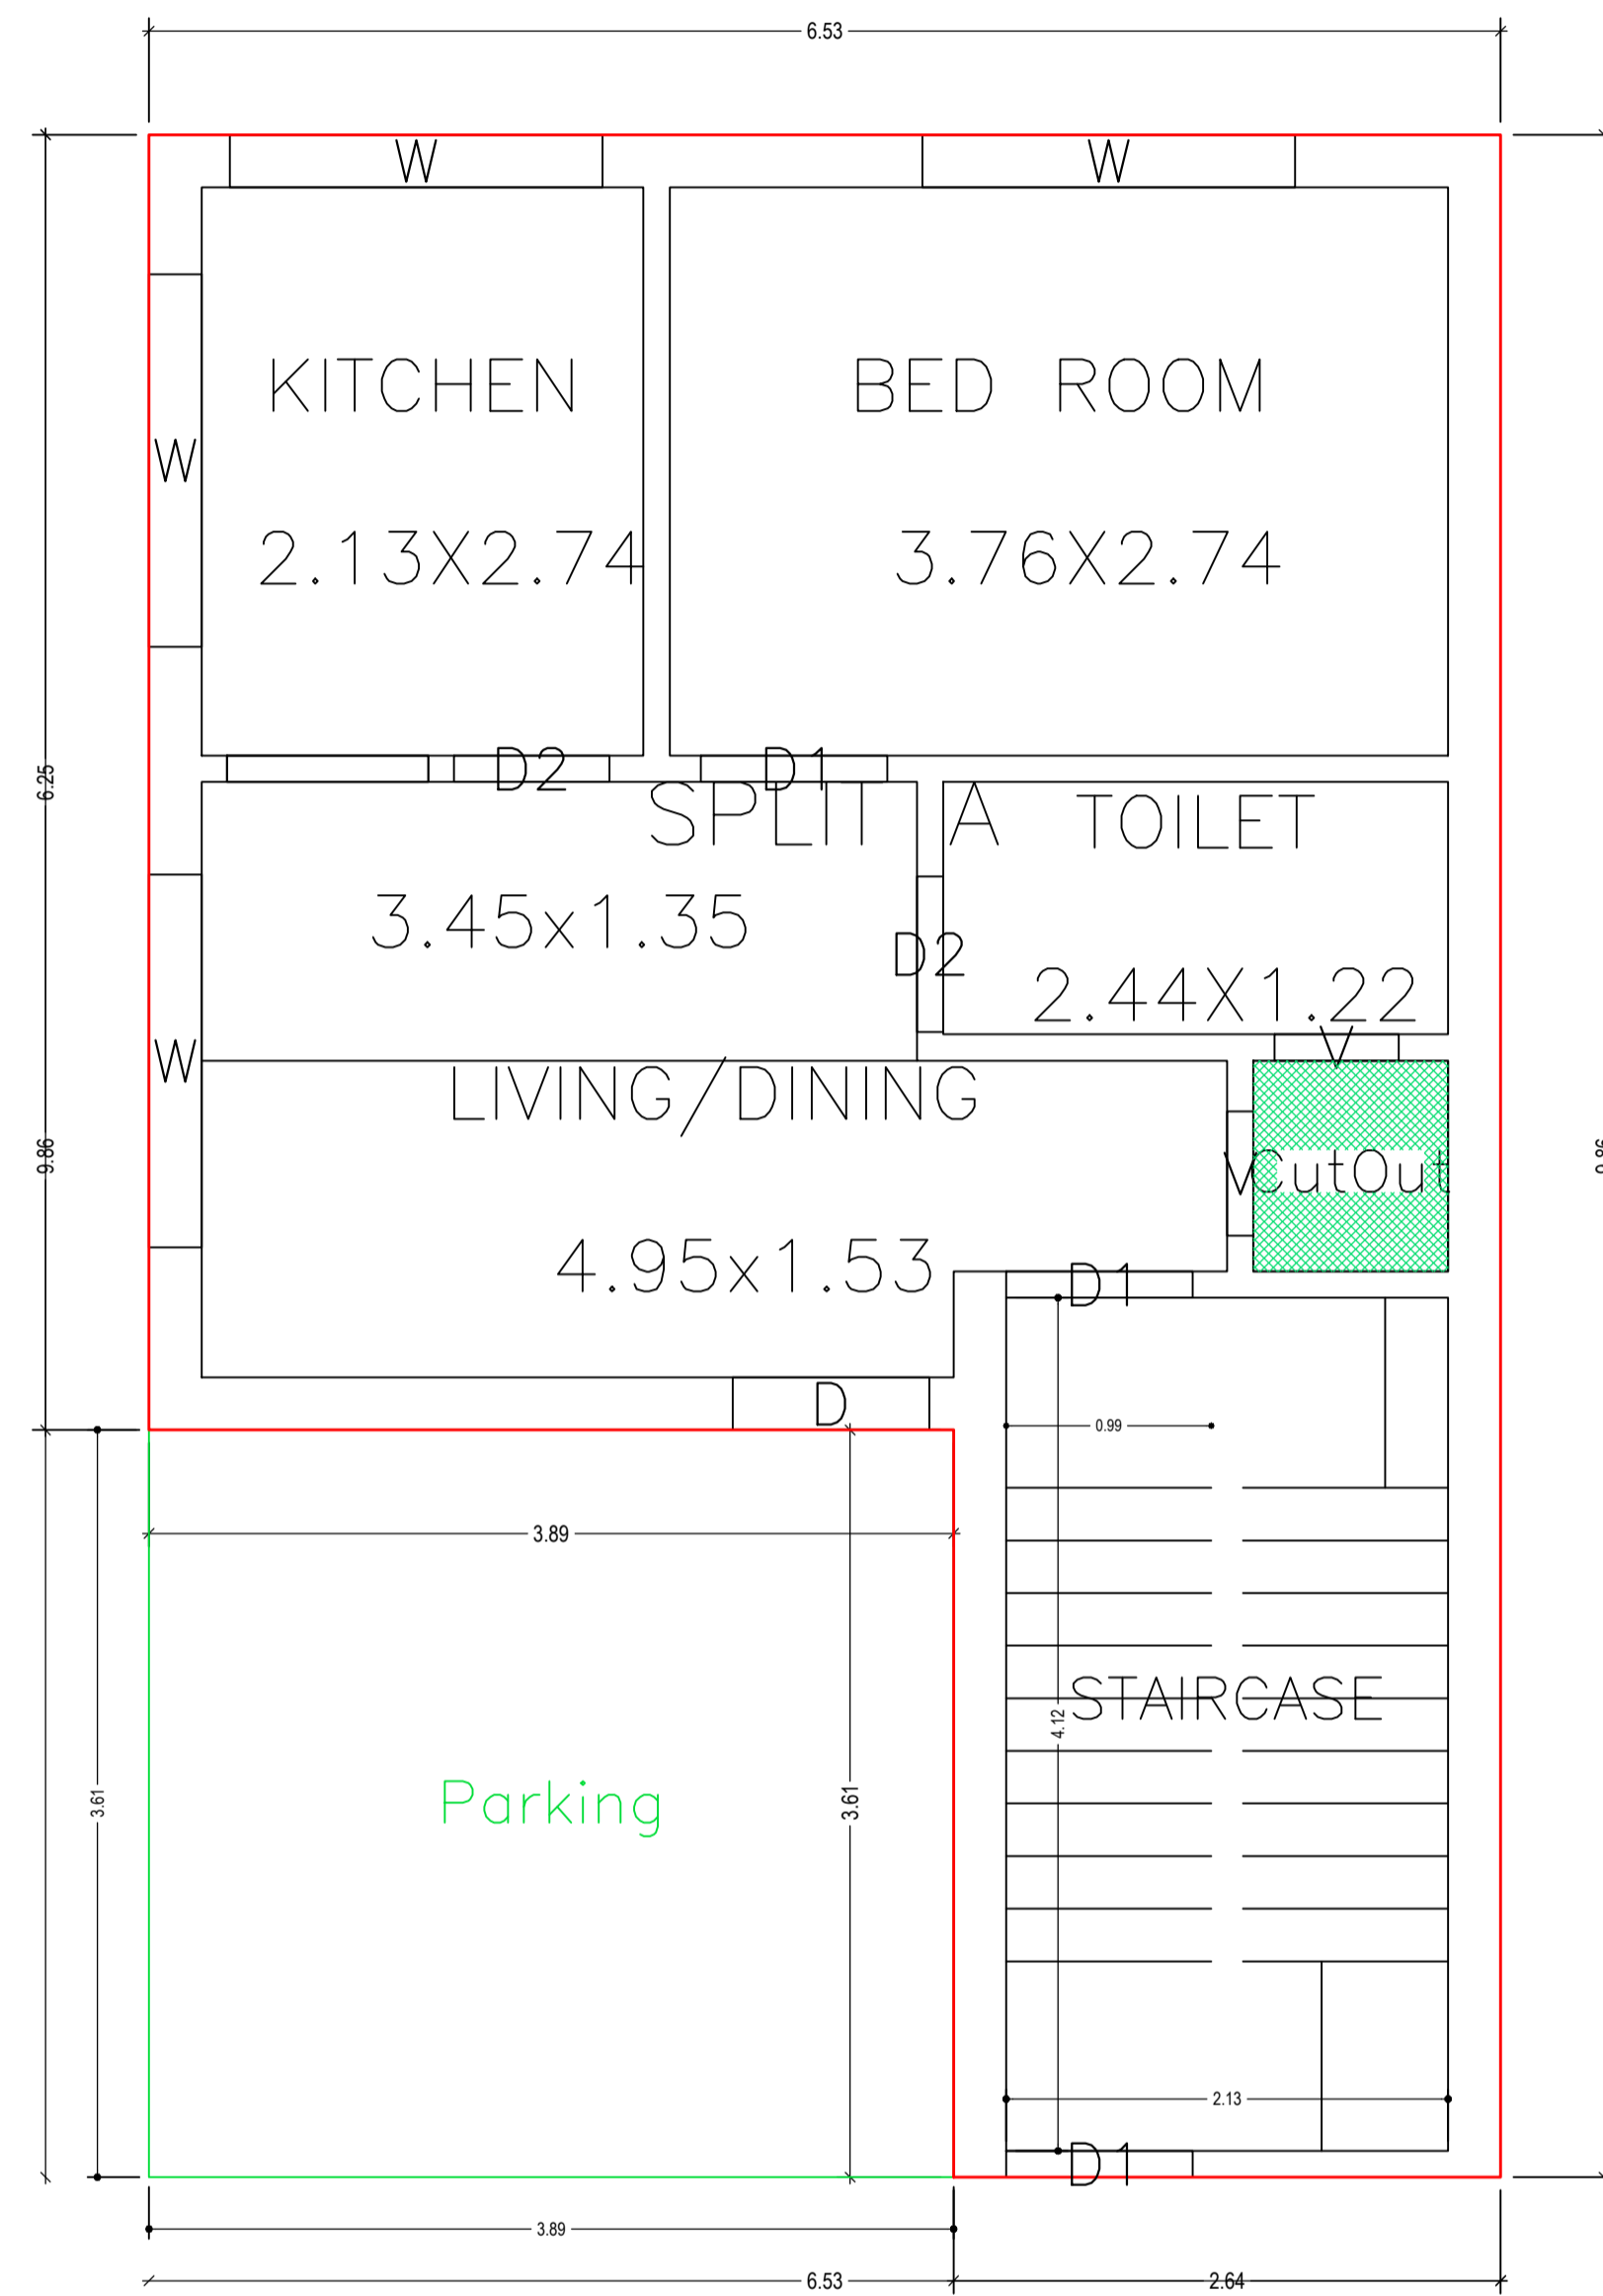 6.53
W
W
KITCHEN
BED ROOM
W
2.13X2.74
3.76X2.74
D2
D1
6.25
SPLIT A
TOILET
3.45x1.35
D2
2.44X1.22
V
W
LIVING/DINING
9.86
9.86
V
CutOut
4.95x1.53
D1
D
0.99
3.89
STAIRCASE
4.12
3.61
3.61
Parking
2.13
D1
3.89
6.53
2.64